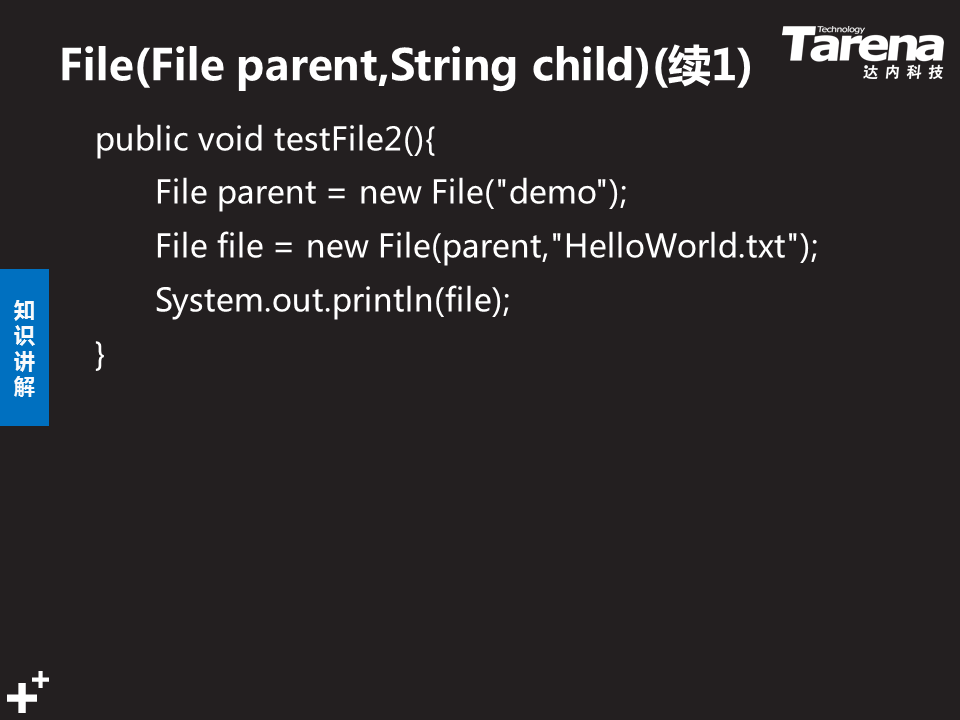 File(File parent,String child)(续1)
Technology
Tarena
达内科技
public void testFile2(){
File parent = new File("demo");
File file = new File(parent,"HelloWorld.txt");
System.out.println(file);
}
知
识
讲
解